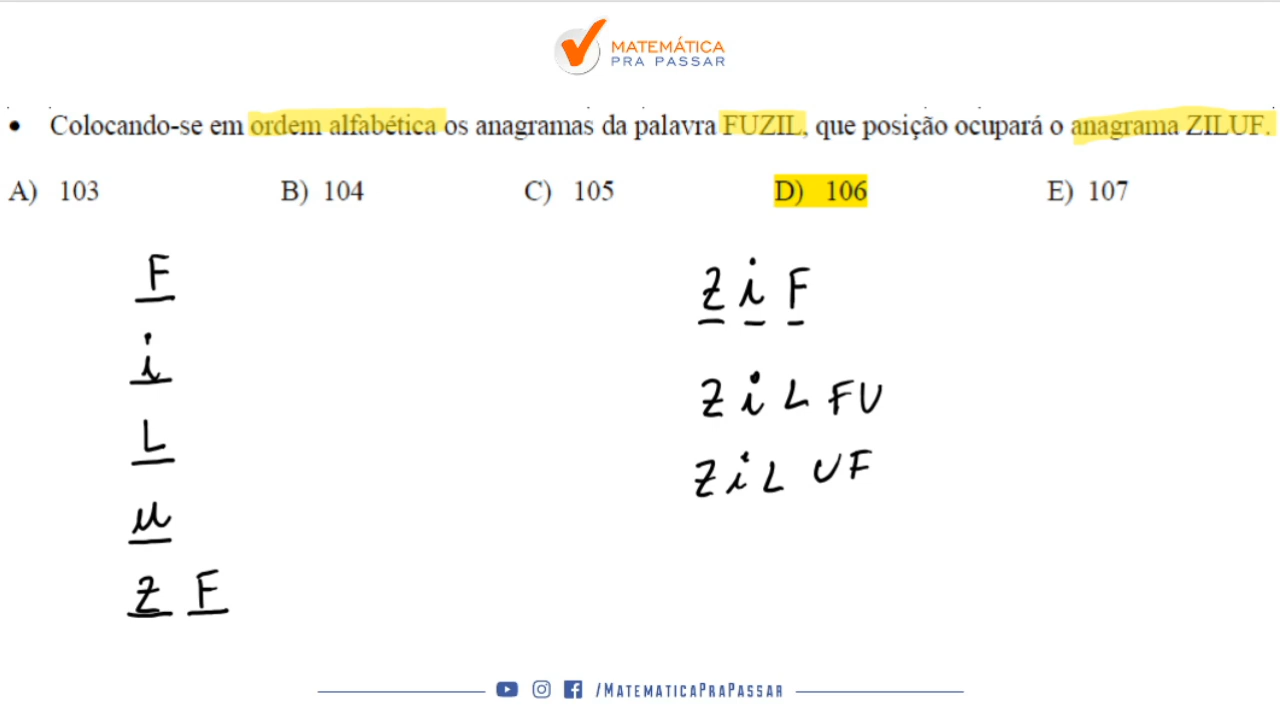 MATEMÁTICA
PRA PASSAR
• Colocando-se em ordem alfabética os anagramas da palavra FUZIL, que posição ocupará o anagrama ZILUF.
A) 103 B) 104 C) 105 D) 106 E) 107
F
i
L
u
Z F
Z i F
Z i L F U
Z i L U F
/MATEMATICAPRAPASSAR